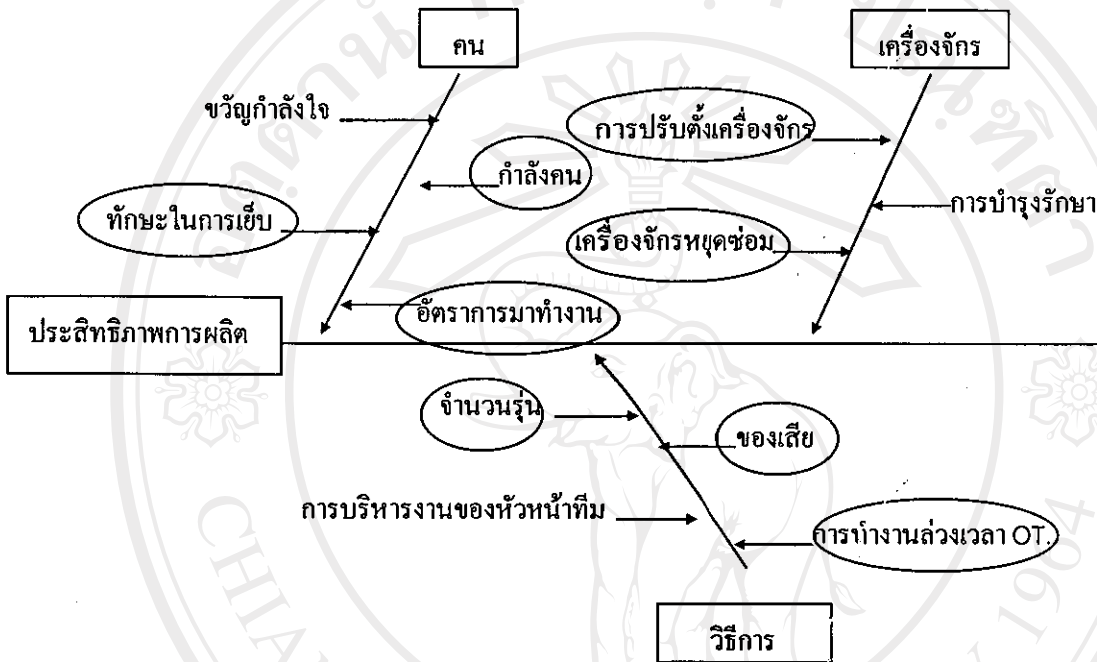 คน
เครื่องจักร
ขวัญกำลังใจ
การปรับตั้งเครื่องจักร
กำลังคน
ทักษะในการเย็บ
การบำรุงรักษา
เครื่องจักรหยุดซ่อม
อัตราการมาทำงาน
ประสิทธิภาพการผลิต
จำนวนรุ่น
ของเสีย
การบริหารงานของหัวหน้าทีม
การทำงานล่วงเวลา OT.
วิธีการ
1904